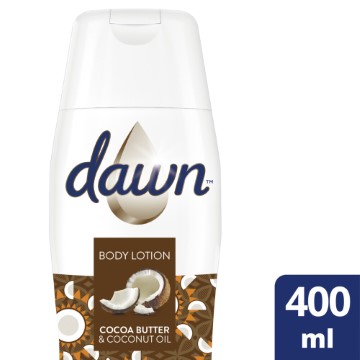 dawn™
BODY LOTION
COCOA BUTTER
& COCONUT OIL
400
ml